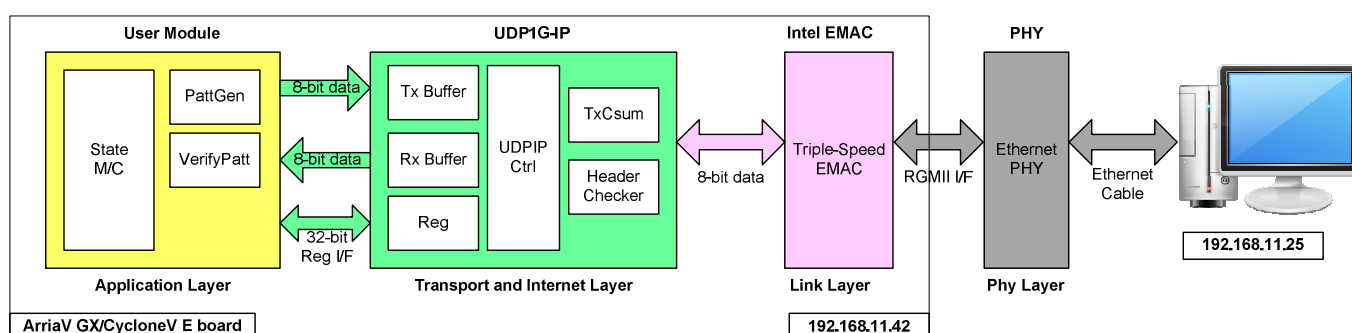 User Module
UDP1G-IP
Intel EMAC
PHY
State
M/C
PattGen
VerifyPatt
8-bit data
8-bit data
32-bit
Reg I/F
Tx Buffer
Rx Buffer
Reg
UDPIP
Ctrl
TxCsum
Header
Checker
8-bit data
Triple-Speed
EMAC
RGMII I/F
Ethernet
PHY
Ethernet
Cable
192.168.11.25
Application Layer
Transport and Internet Layer
Link Layer
Phy Layer
ArriaV GX/CycloneV E board
192.168.11.42